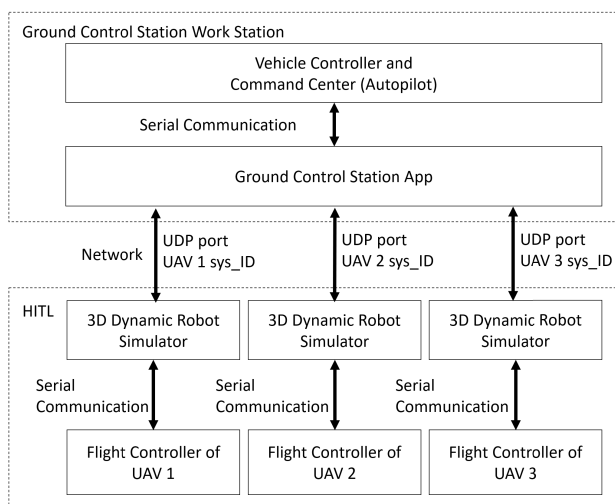 Ground Control Station Work Station
Vehicle Controller and
Command Center (Autopilot)
Serial Communication
Ground Control Station App
Network
UDP port
UAV 1 sys_ID
UDP port
UAV 2 sys_ID
UDP port
UAV 3 sys_ID
HITL
3D Dynamic Robot
Simulator
3D Dynamic Robot
Simulator
3D Dynamic Robot
Simulator
Serial
Communication
Serial
Communication
Serial
Communication
Flight Controller of
UAV 1
Flight Controller of
UAV 2
Flight Controller of
UAV 3